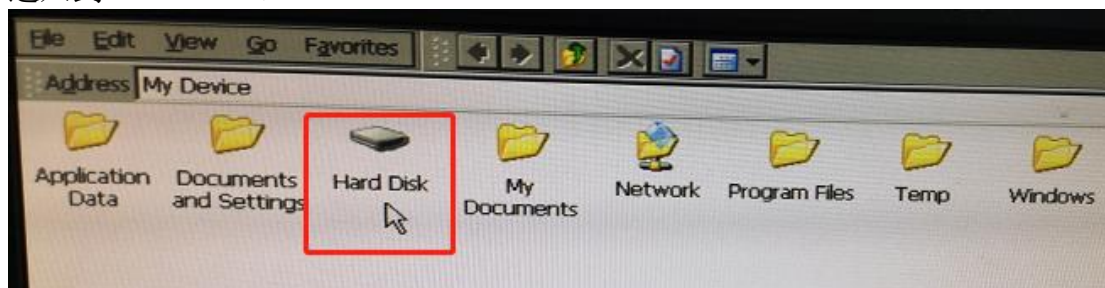 File Edit View Go Favorites
Address My Device
Application Data
Documents and Settings
Hard Disk
My Documents
Network
Program Files
Temp
Windows